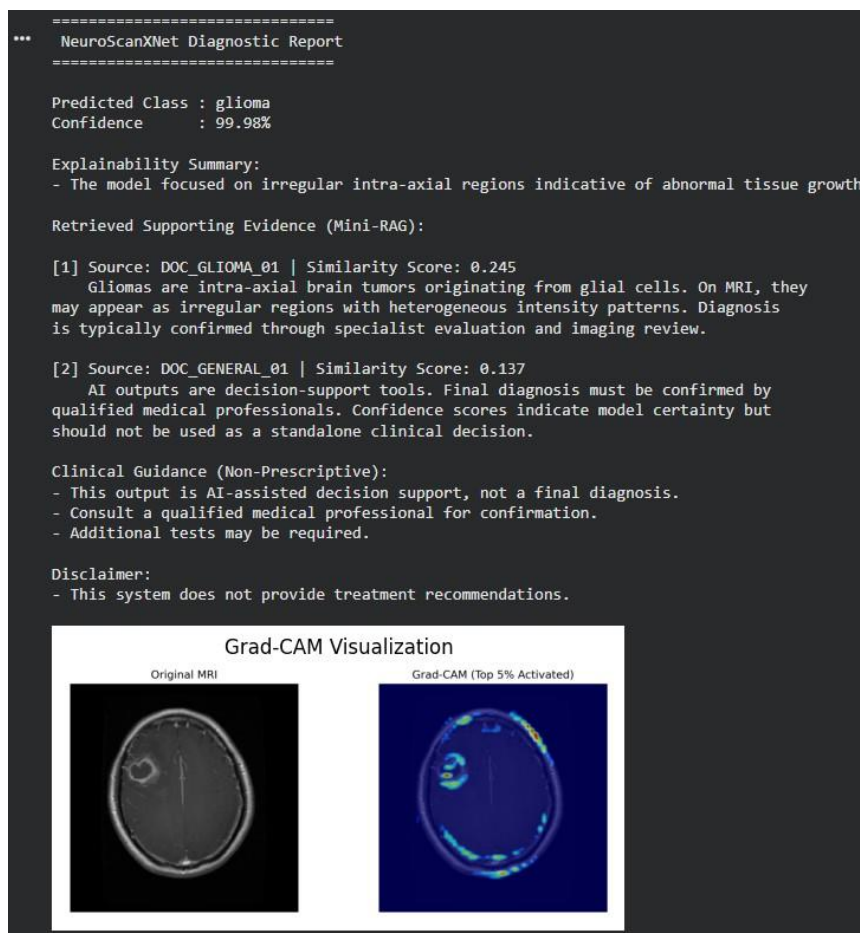 ===============================
••• NeuroScanXNet Diagnostic Report
===============================
Predicted Class : glioma
Confidence : 99.98%
Explainability Summary:
- The model focused on irregular intra-axial regions indicative of abnormal tissue growth
Retrieved Supporting Evidence (Mini-RAG):
[1] Source: DOC_GLIOMA_01 | Similarity Score: 0.245
Gliomas are intra-axial brain tumors originating from glial cells. On MRI, they
may appear as irregular regions with heterogeneous intensity patterns. Diagnosis
is typically confirmed through specialist evaluation and imaging review.
[2] Source: DOC_GENERAL_01 | Similarity Score: 0.137
AI outputs are decision-support tools. Final diagnosis must be confirmed by
qualified medical professionals. Confidence scores indicate model certainty but
should not be used as a standalone clinical decision.
Clinical Guidance (Non-Prescriptive):
- This output is AI-assisted decision support, not a final diagnosis.
- Consult a qualified medical professional for confirmation.
- Additional tests may be required.
Disclaimer:
- This system does not provide treatment recommendations.
Grad-CAM Visualization
Original MRI
Grad-CAM (Top 5% Activated)